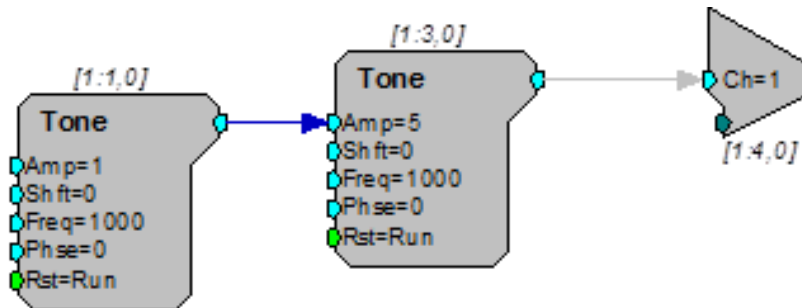 [1:1,0]
Tone
Amp=1
Shft=0
Freq=1000
Phse=0
Rst=Run
[1:3,0]
Tone
Amp=5
Shft=0
Freq=1000
Phse=0
Rst=Run
Ch=1
[1:4,0]